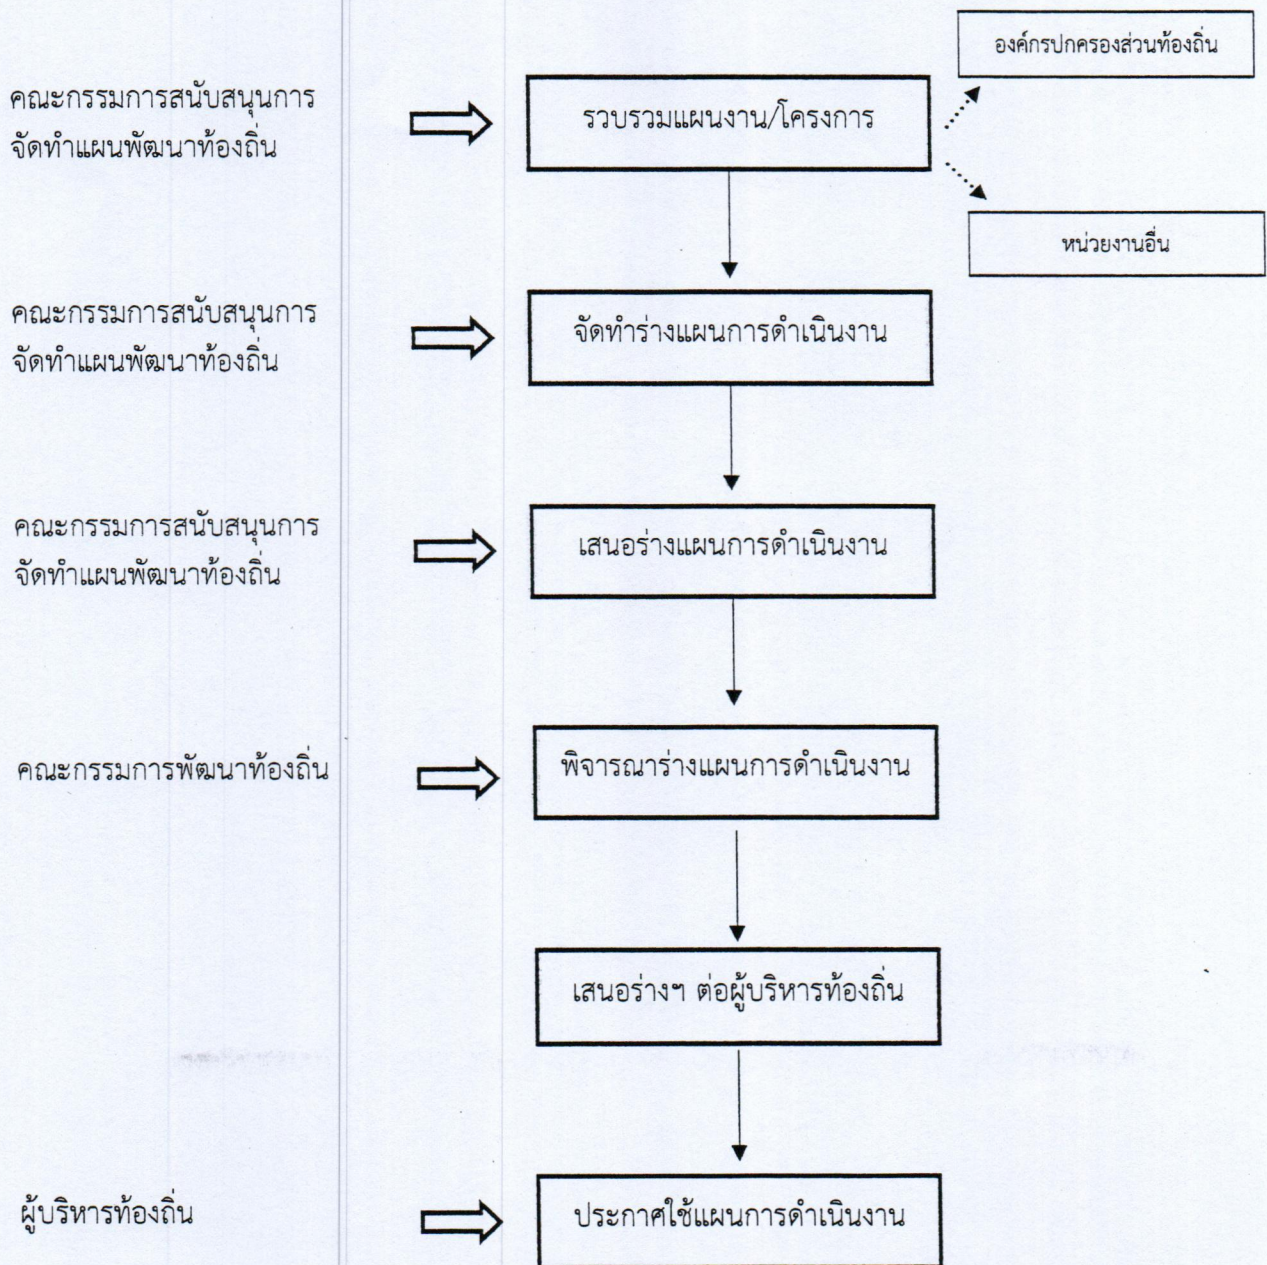 องค์กรปกครองส่วนท้องถิ่น
คณะกรรมการสนับสนุนการ
จัดทำแผนพัฒนาท้องถิ่น
รวบรวมแผนงาน/โครงการ
หน่วยงานอื่น
คณะกรรมการสนับสนุนการ
จัดทำแผนพัฒนาท้องถิ่น
จัดทำร่างแผนการดำเนินงาน
คณะกรรมการสนับสนุนการ
จัดทำแผนพัฒนาท้องถิ่น
เสนอร่างแผนการดำเนินงาน
คณะกรรมการพัฒนาท้องถิ่น
พิจารณาร่างแผนการดำเนินงาน
เสนอร่างฯ ต่อผู้บริหารท้องถิ่น
ผู้บริหารท้องถิ่น
ประกาศใช้แผนการดำเนินงาน